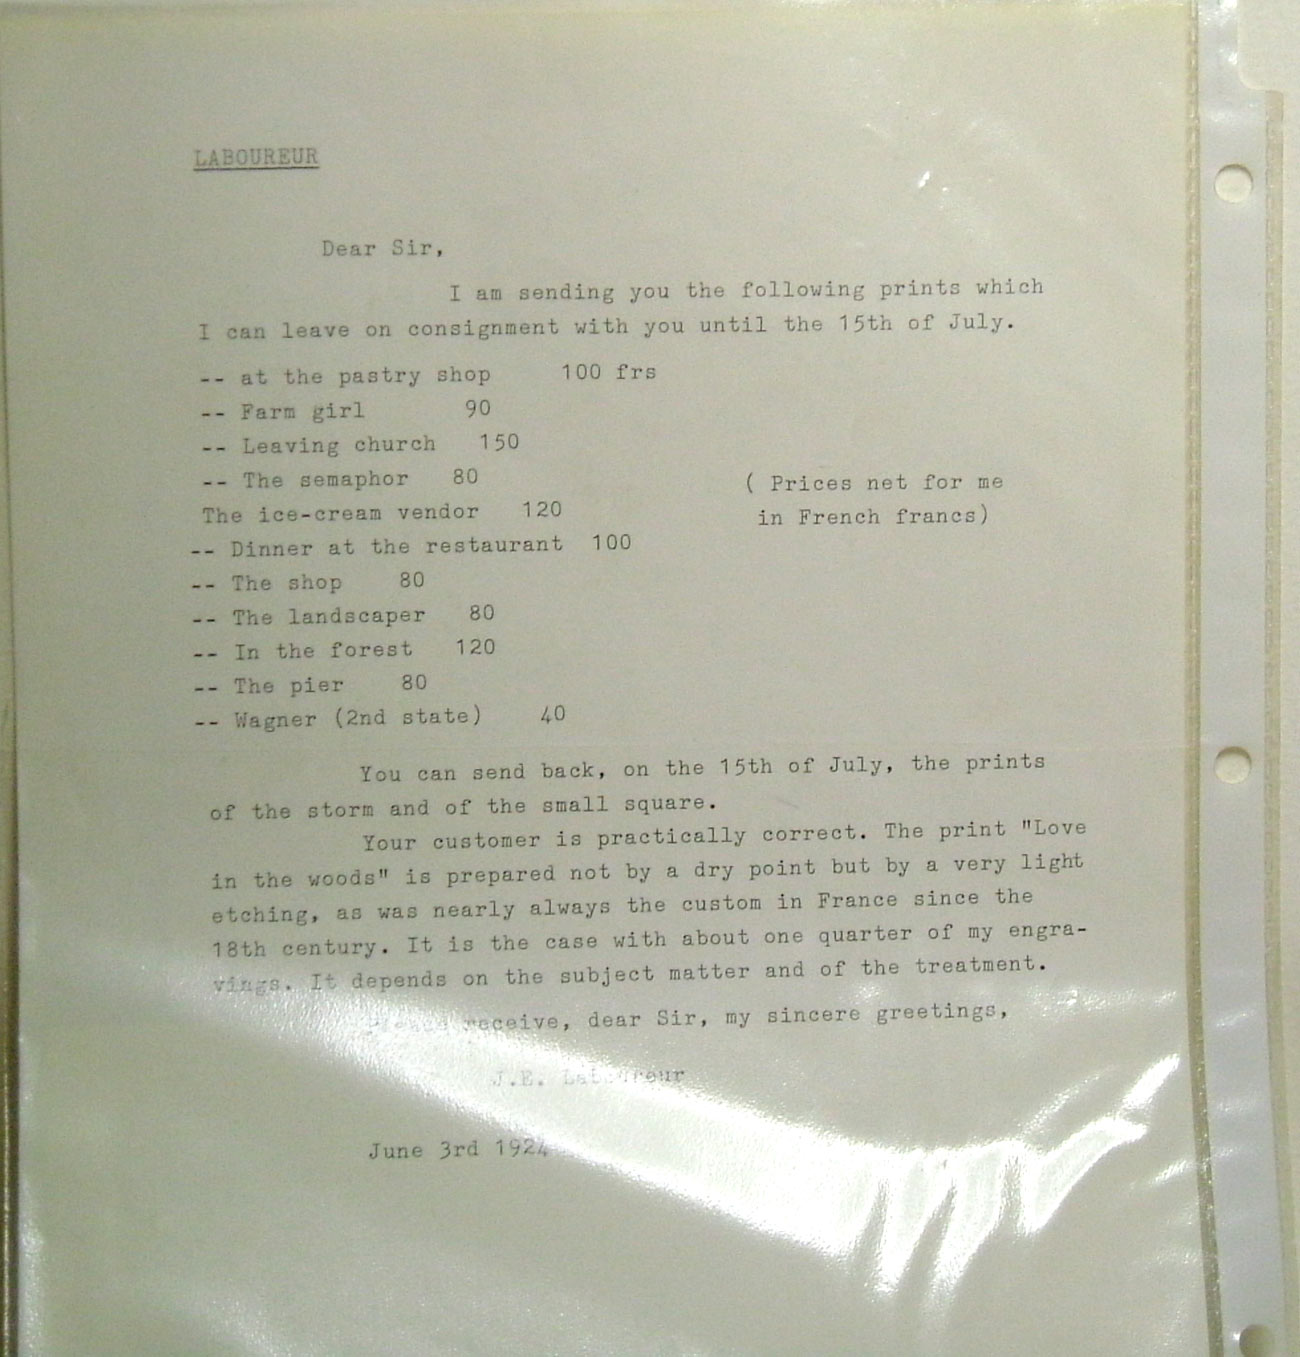 LABOUREUR
Dear Sir,
I am sending you the following prints which
I can leave on consignment with you until the 15th of July.
-- at the pastry shop 100 frs
-- Farm girl 90
-- Leaving church 150
-- The semaphor 80
( Prices net for me
The ice-cream vendor 120
in French francs)
-- Dinner at the restaurant 100
-- The shop 80
-- The landscaper 80
-- In the forest 120
-- The pier 80
-- Wagner (2nd state) 40
You can send back, on the 15th of July, the prints
of the storm and of the small square.
Your customer is practically correct. The print "Love
in the woods" is prepared not by a dry point but by a very light
etching, as was nearly always the custom in France since the
18th century. It is the case with about one quarter of my engra-
vings. It depends on the subject matter and of the treatment.
Please receive, dear Sir, my sincere greetings,
J.E. Laboureur
June 3rd 1924